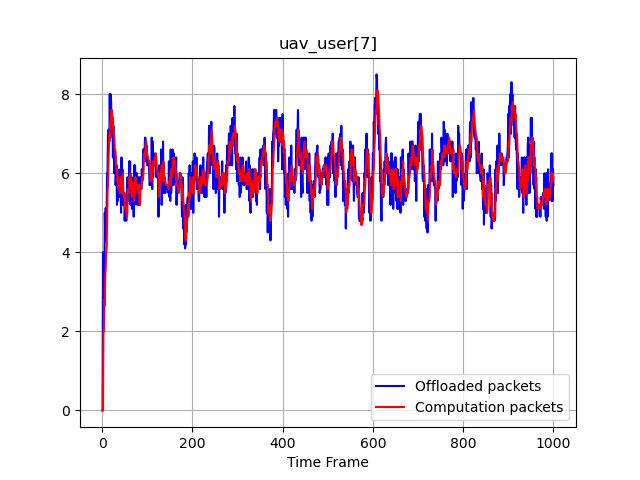 uav_user[7]
8
6
4
2
0
Offloaded packets
Computation packets
0 200 400 600 800 1000
Time Frame